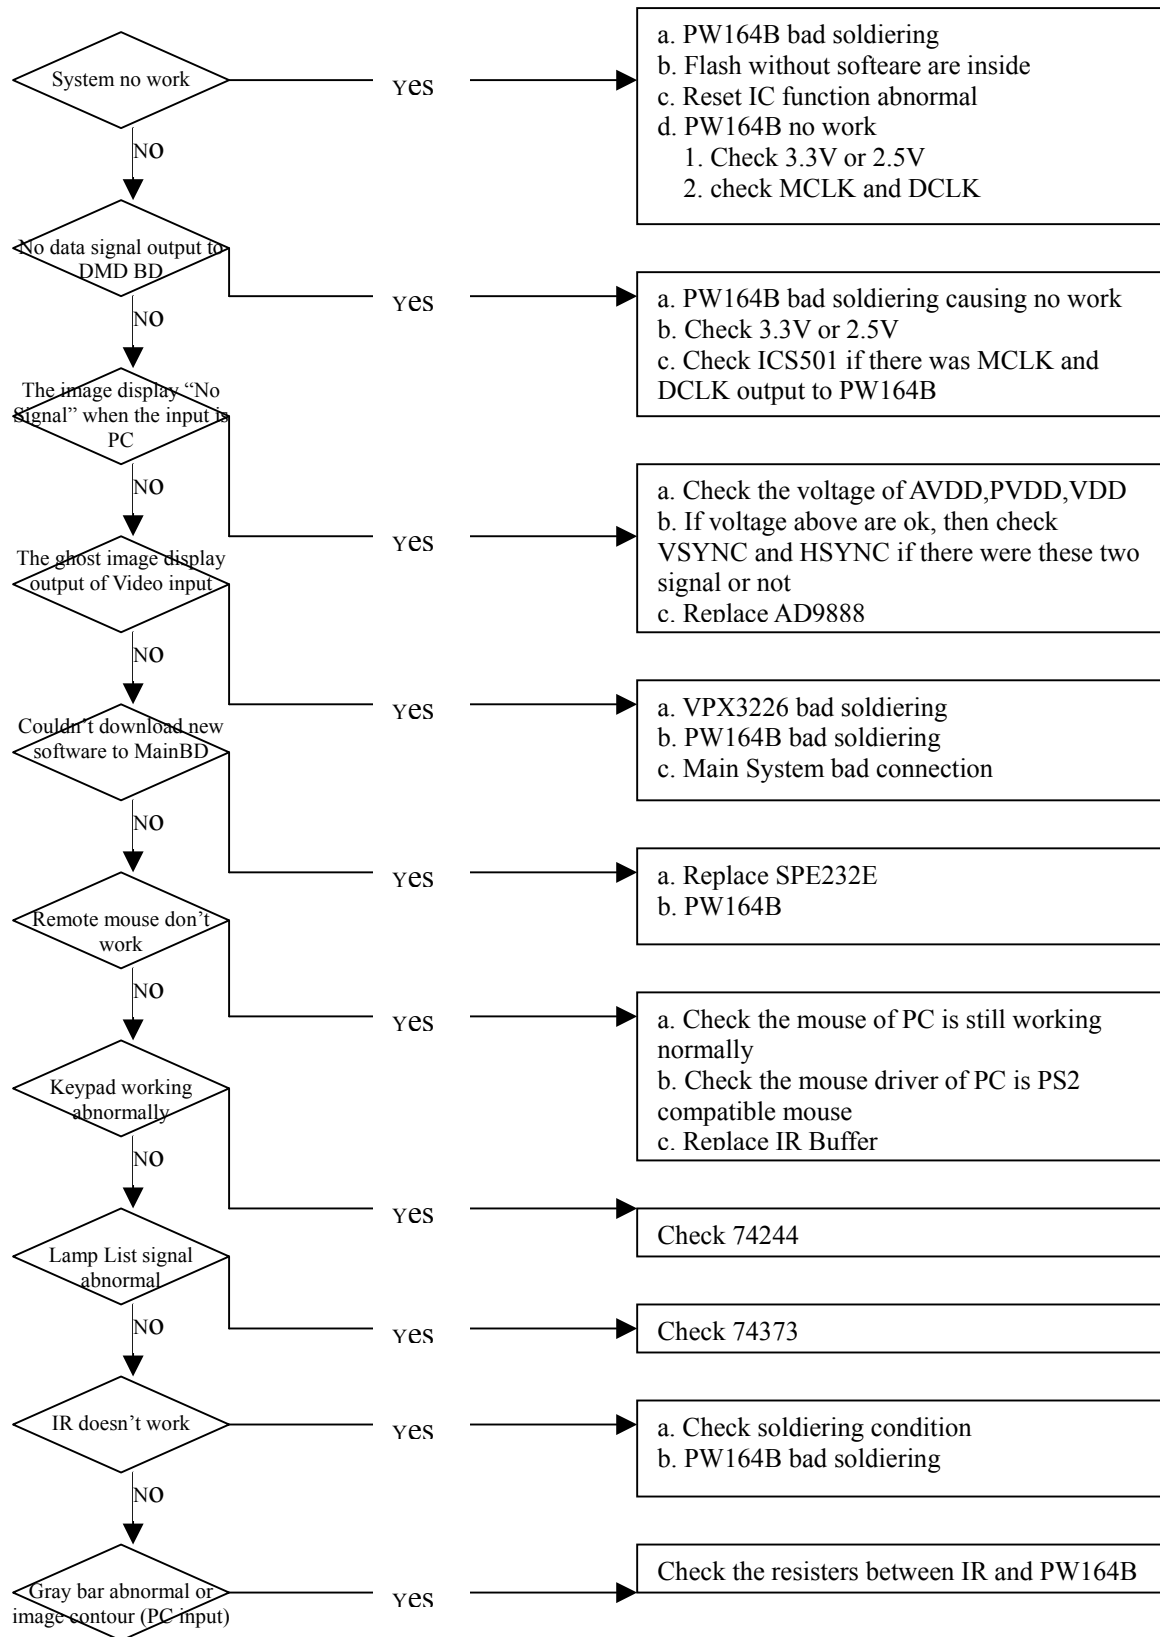 System no work
Yes
a. PW164B bad soldiering
b. Flash without softeare are inside
c. Reset IC function abnormal
d. PW164B no work
1. Check 3.3V or 2.5V
2. check MCLK and DCLK
NO
No data signal output to
DMD BD
Yes
a. PW164B bad soldiering causing no work
b. Check 3.3V or 2.5V
c. Check ICS501 if there was MCLK and
DCLK output to PW164B
NO
The image display “No
Signal” when the input is
PC
Yes
a. Check the voltage of AVDD,PVDD,VDD
b. If voltage above are ok, then check
VSYNC and HSYNC if there were these two
signal or not
c. Replace AD9888
NO
The ghost image display
output of Video input
Yes
a. VPX3226 bad soldiering
b. PW164B bad soldiering
c. Main System bad connection
NO
Couldn’t download new
software to MainBD
Yes
a. Replace SPE232E
b. PW164B
NO
Remote mouse don’t
work
Yes
a. Check the mouse of PC is still working
normally
b. Check the mouse driver of PC is PS2
compatible mouse
c. Replace IR Buffer
NO
Keypad working
abnormally
Yes
Check 74244
NO
Lamp List signal
abnormal
Yes
Check 74373
NO
IR doesn’t work
Yes
a. Check soldiering condition
b. PW164B bad soldiering
NO
Gray bar abnormal or
image contour (PC input)
Yes
Check the resisters between IR and PW164B